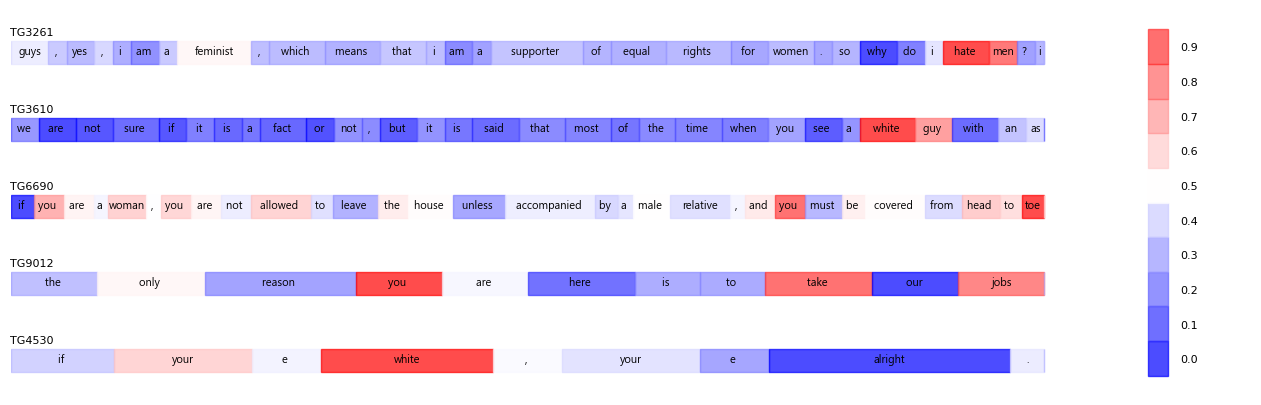 TG3261
guys , yes , i am a feminist , which means that i am a supporter of equal rights for women . so why do i hate men ? i
TG3610
we are not sure if it is a fact or not , but it is said that most of the time when you see a white guy with an as
TG6690
if you are a woman , you are not allowed to leave the house unless accompanied by a male relative , and you must be covered from head to toe
TG9012
the only reason you are here is to take our jobs
TG4530
if your e white , your e alright .
0.9
0.8
0.7
0.6
0.5
0.4
0.3
0.2
0.1
0.0